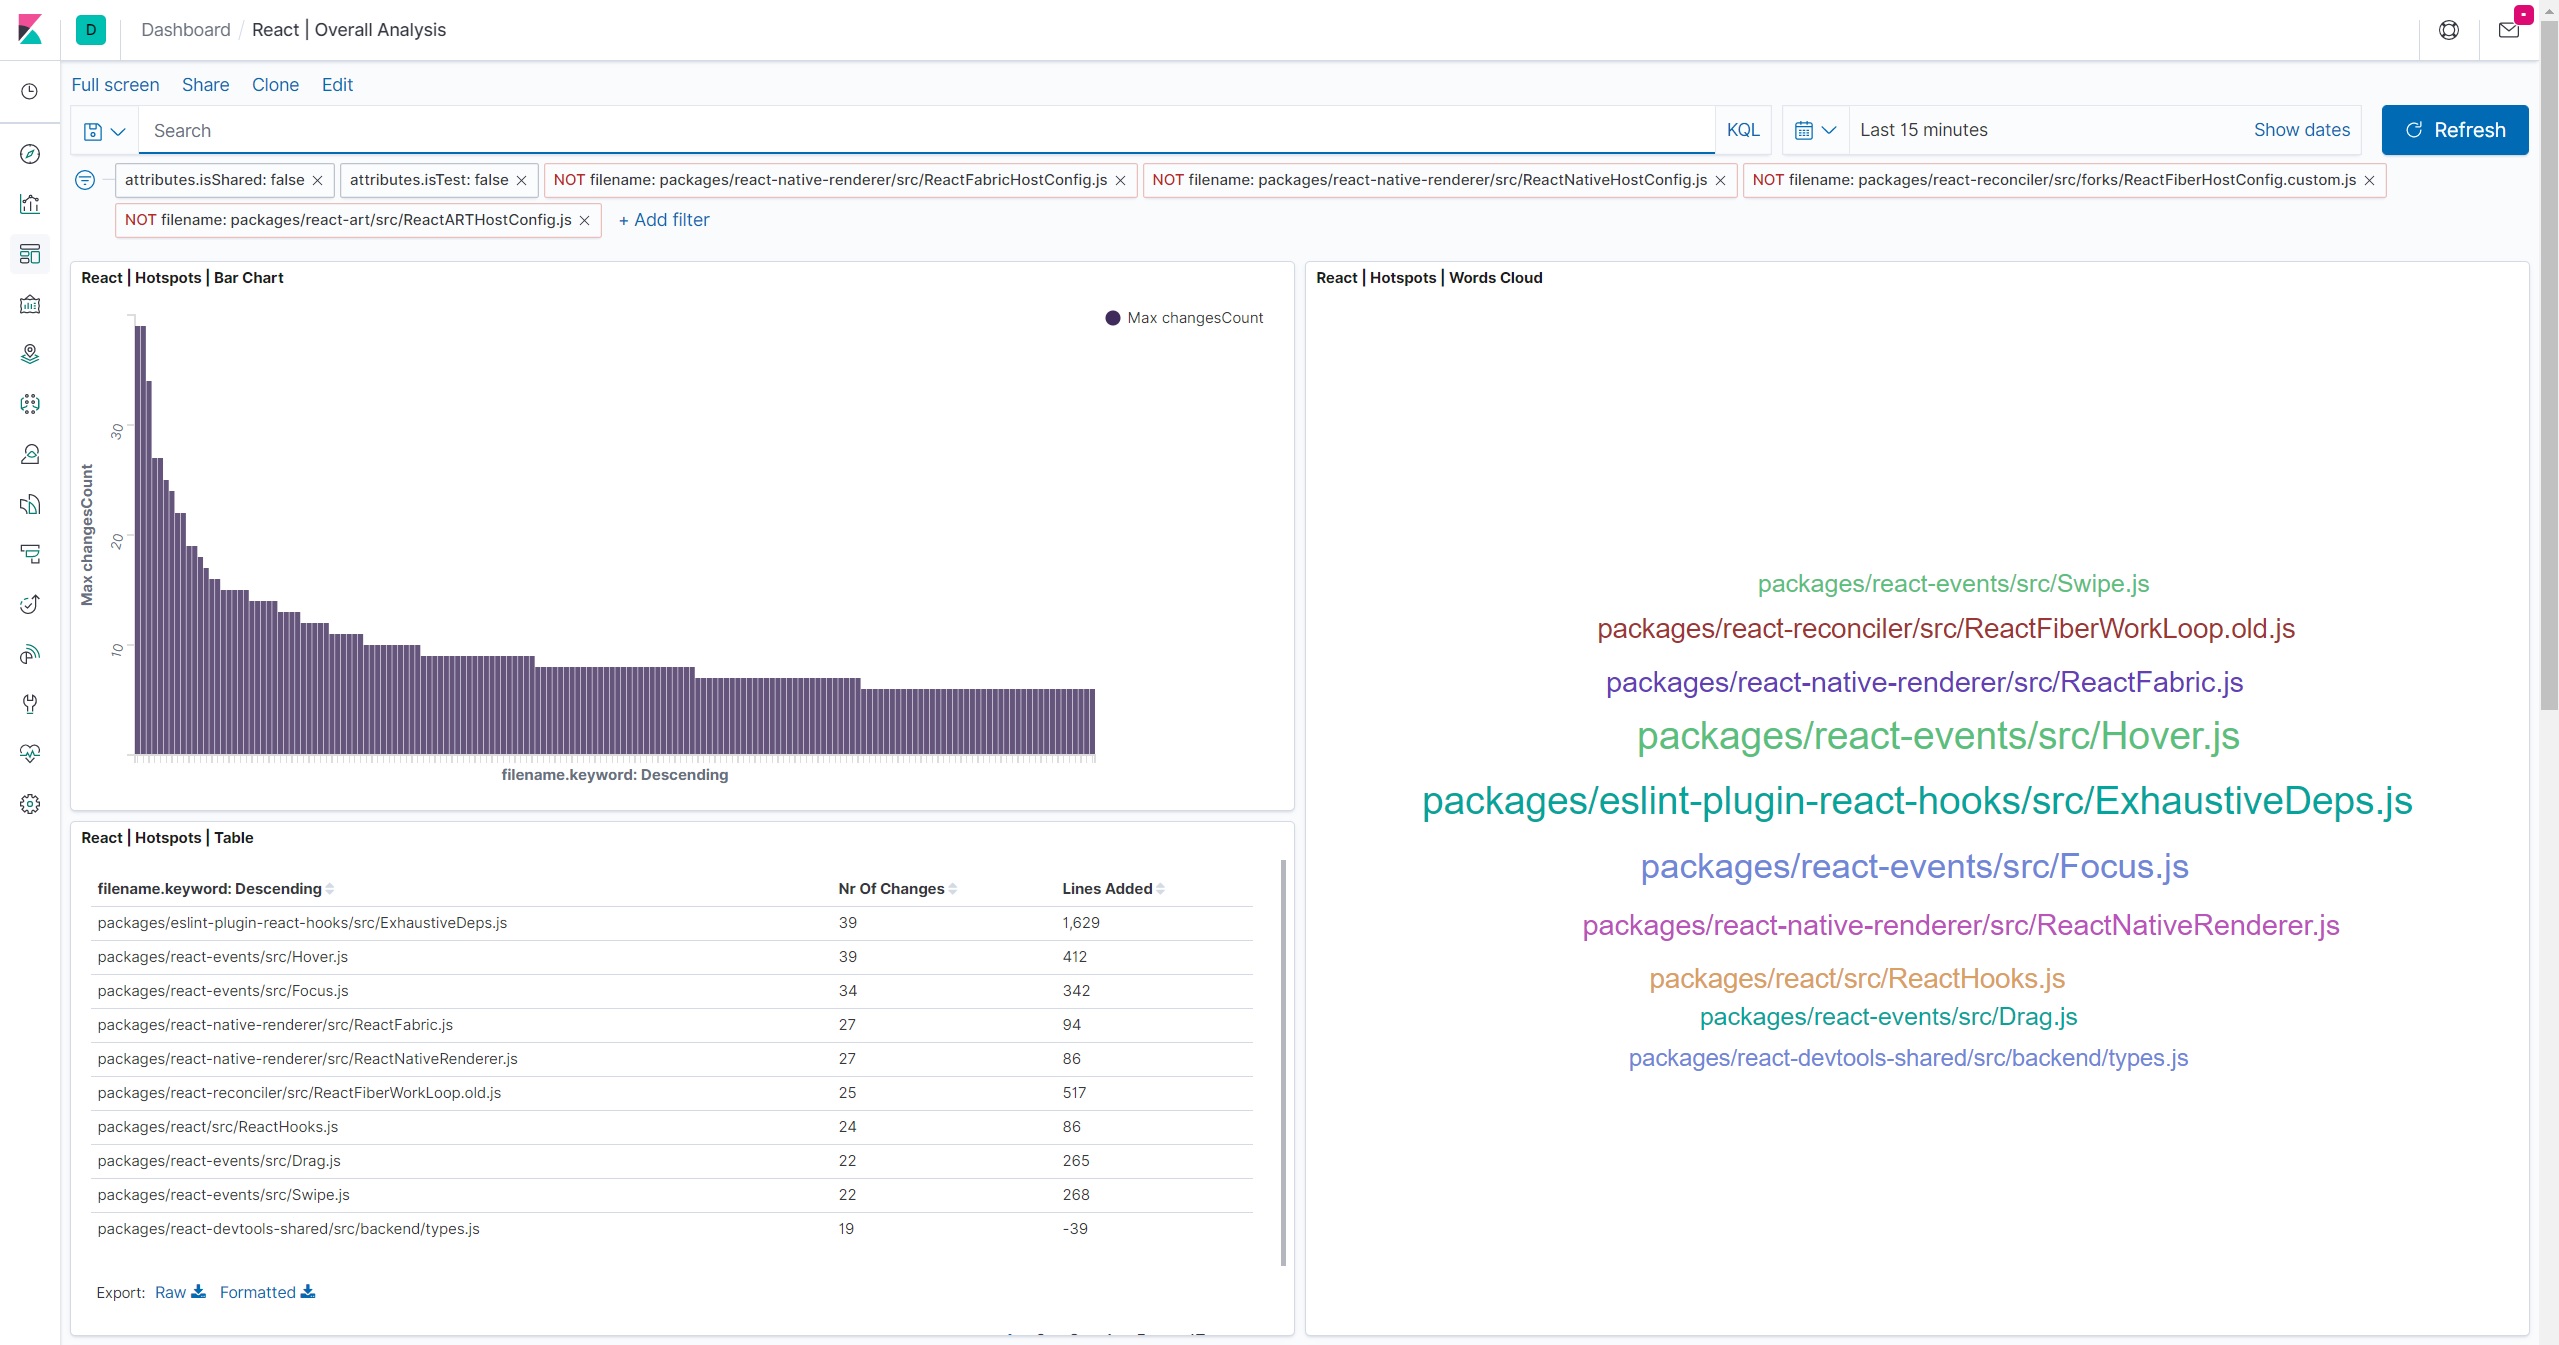 D Dashboard / React | Overall Analysis
Full screen Share Clone Edit
Search KQL Last 15 minutes Show dates Refresh
attributes.isShared: false × attributes.isTest: false × NOT filename: packages/react-native-renderer/src/ReactFabricHostConfig.js × NOT filename: packages/react-native-renderer/src/ReactNativeHostConfig.js × NOT filename: packages/react-reconciler/src/forks/ReactFiberHostConfig.custom.js ×
NOT filename: packages/react-art/src/ReactARTHostConfig.js × + Add filter
React | Hotspots | Bar Chart
Max changesCount
30
20
10
Max changesCount
filename.keyword: Descending
React | Hotspots | Table
filename.keyword: Descending Nr Of Changes Lines Added
packages/eslint-plugin-react-hooks/src/ExhaustiveDeps.js 39 1,629
packages/react-events/src/Hover.js 39 412
packages/react-events/src/Focus.js 34 342
packages/react-native-renderer/src/ReactFabric.js 27 94
packages/react-native-renderer/src/ReactNativeRenderer.js 27 86
packages/react-reconciler/src/ReactFiberWorkLoop.old.js 25 517
packages/react/src/ReactHooks.js 24 86
packages/react-events/src/Drag.js 22 265
packages/react-events/src/Swipe.js 22 268
packages/react-devtools-shared/src/backend/types.js 19 -39
Export: Raw Formatted
React | Hotspots | Words Cloud
packages/react-events/src/Swipe.js
packages/react-reconciler/src/ReactFiberWorkLoop.old.js
packages/react-native-renderer/src/ReactFabric.js
packages/react-events/src/Hover.js
packages/eslint-plugin-react-hooks/src/ExhaustiveDeps.js
packages/react-events/src/Focus.js
packages/react-native-renderer/src/ReactNativeRenderer.js
packages/react/src/ReactHooks.js
packages/react-events/src/Drag.js
packages/react-devtools-shared/src/backend/types.js